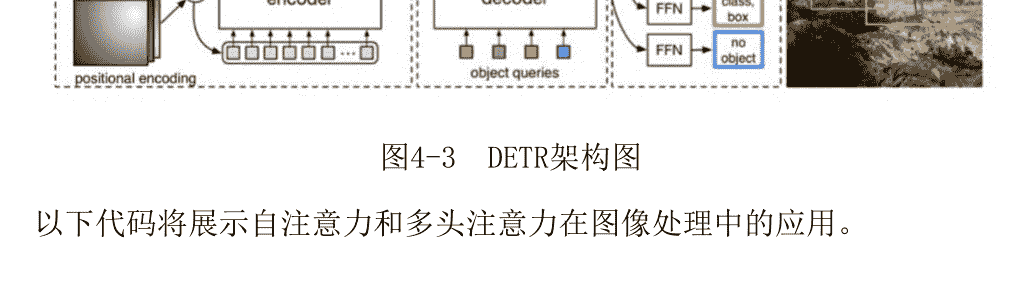 encoder
decoder
class,
box
FFN
FFN
no
object
...
positional encoding
object queries
图4-3 DETR架构图
以下代码将展示自注意力和多头注意力在图像处理中的应用。